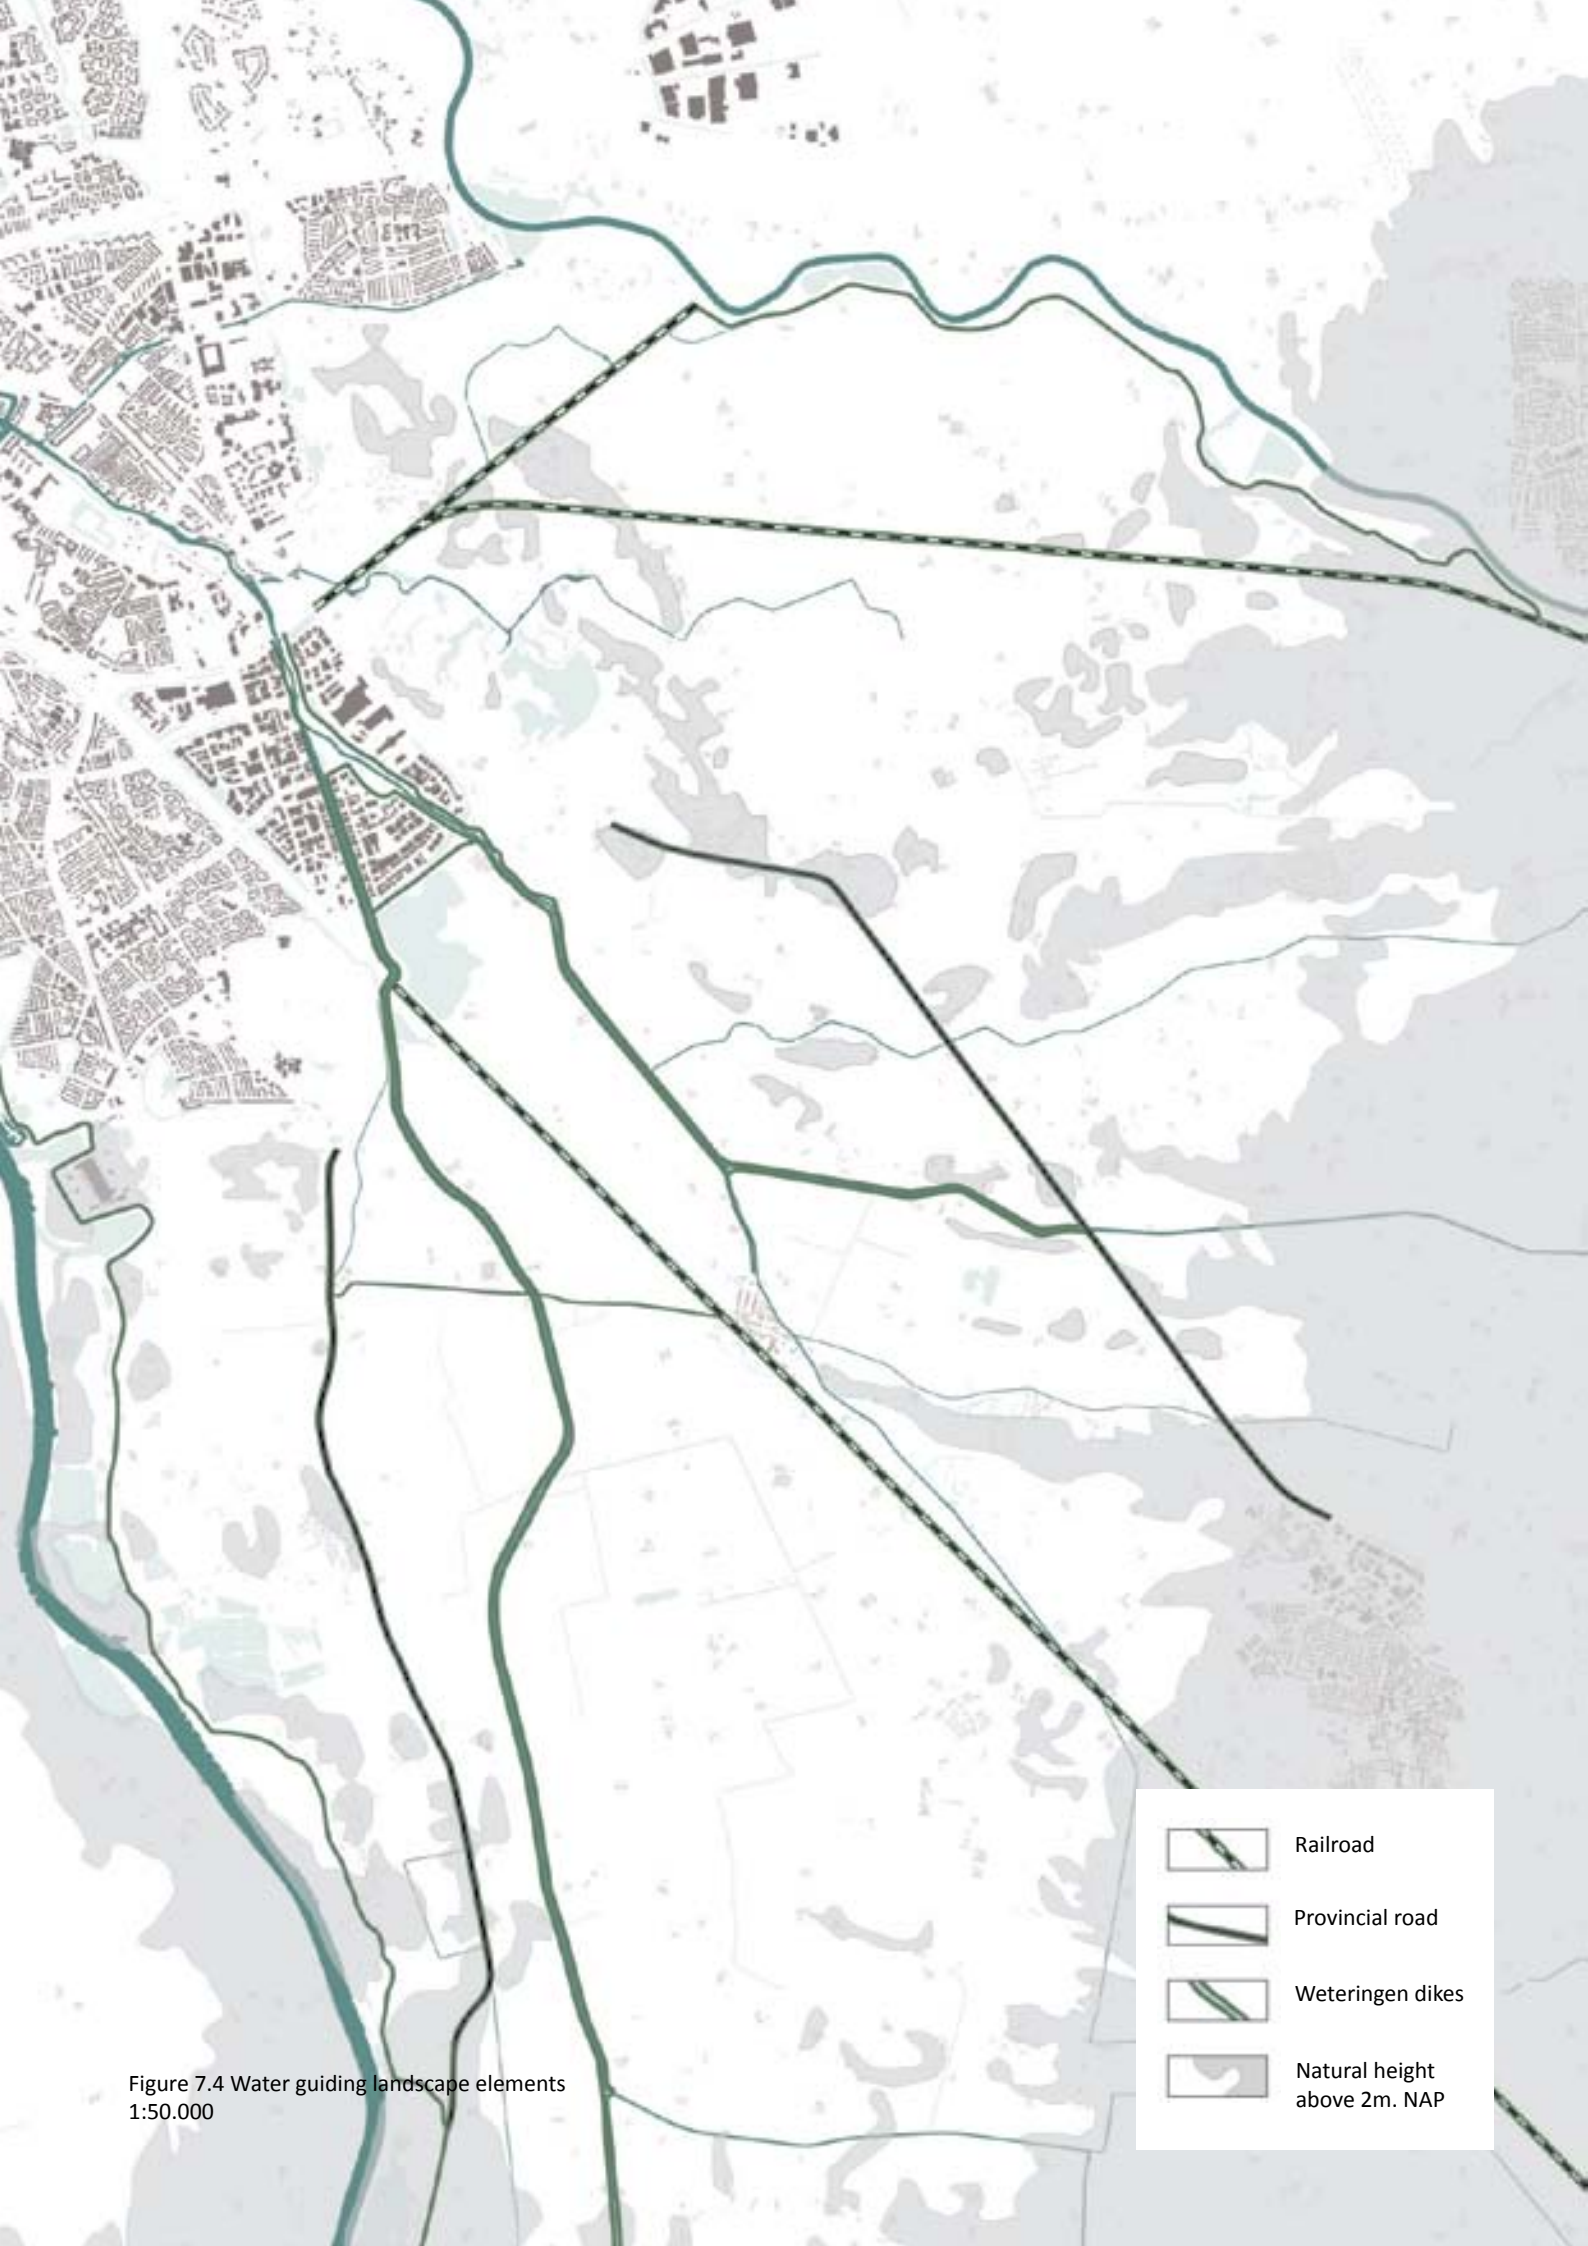 Railroad
Provincial road
Weteringen dikes
Natural height
above 2m. NAP
Figure 7.4 Water guiding landscape elements
1:50.000